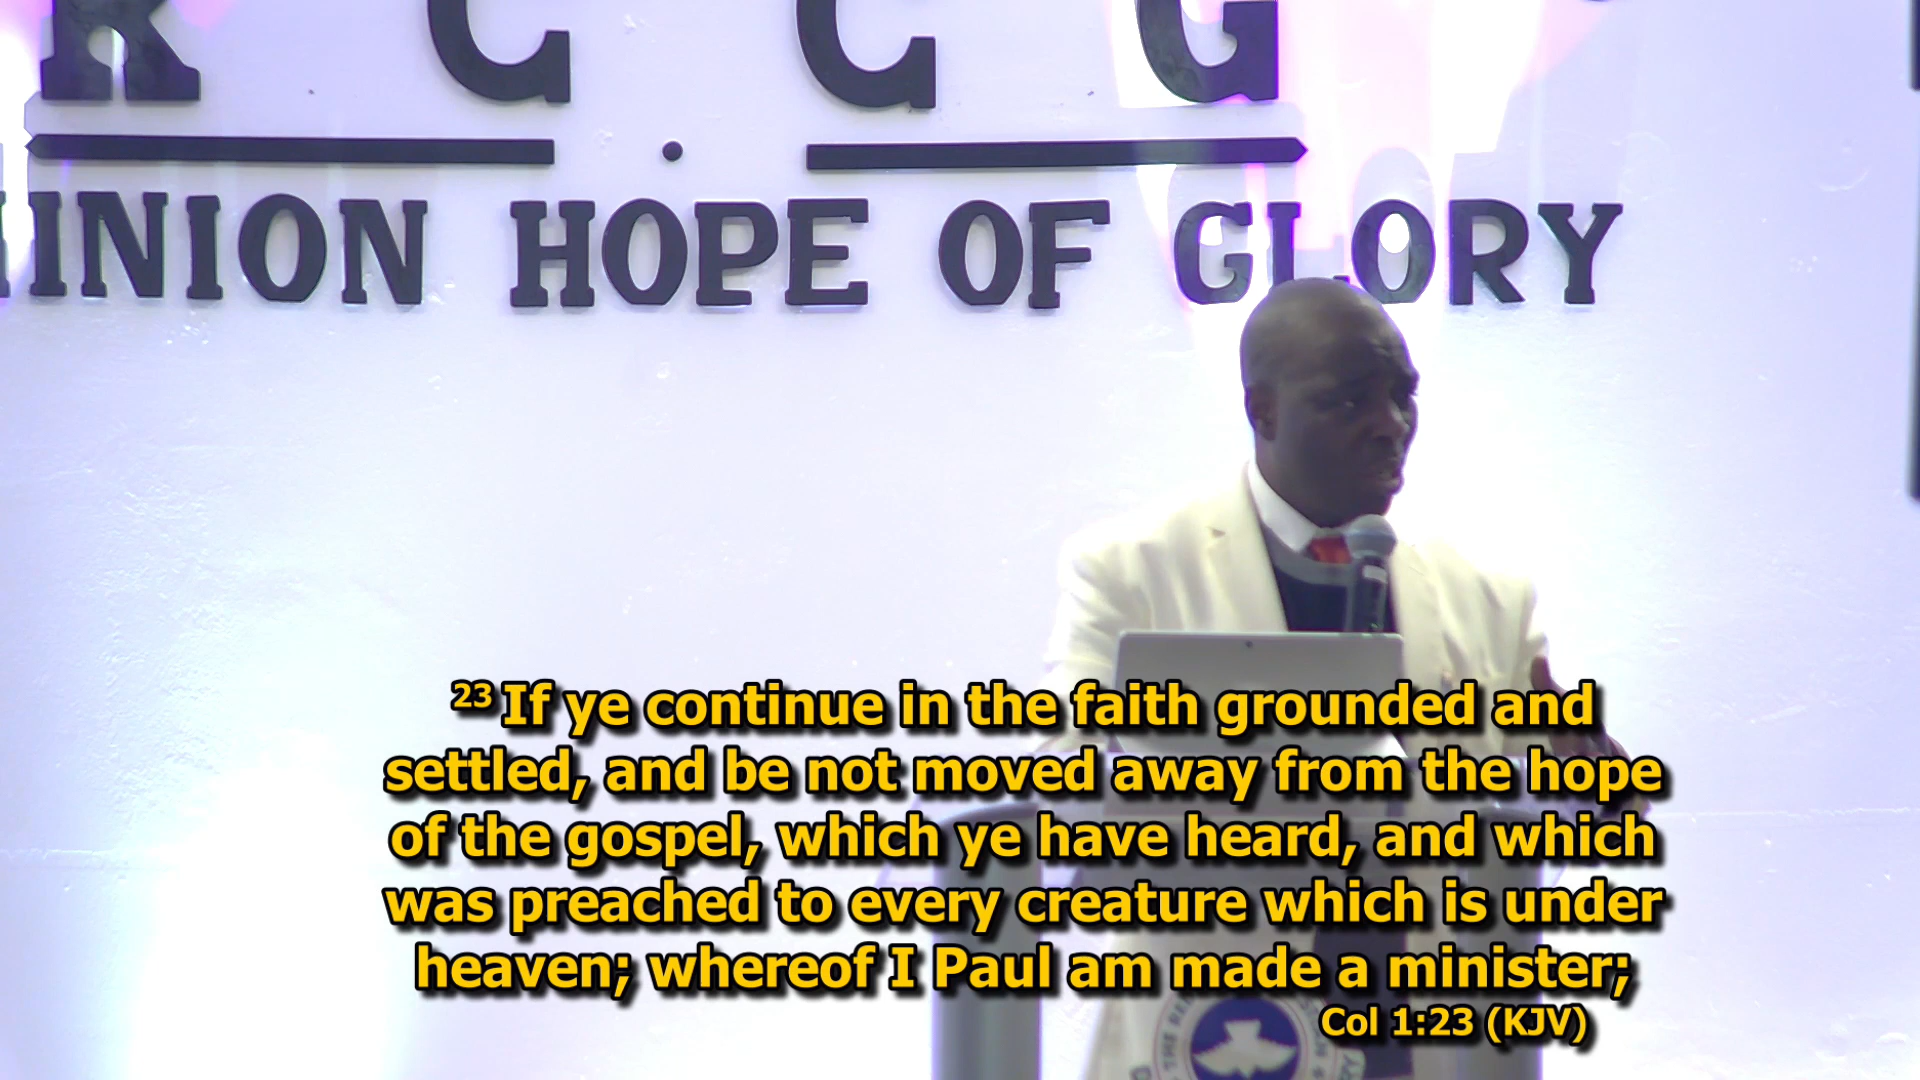 R C C G
INION HOPE OF GLORY
23 If ye continue in the faith grounded and
settled, and be not moved away from the hope
of the gospel, which ye have heard, and which
was preached to every creature which is under
heaven; whereof I Paul am made a minister;
Col 1:23 (KJV)
THE